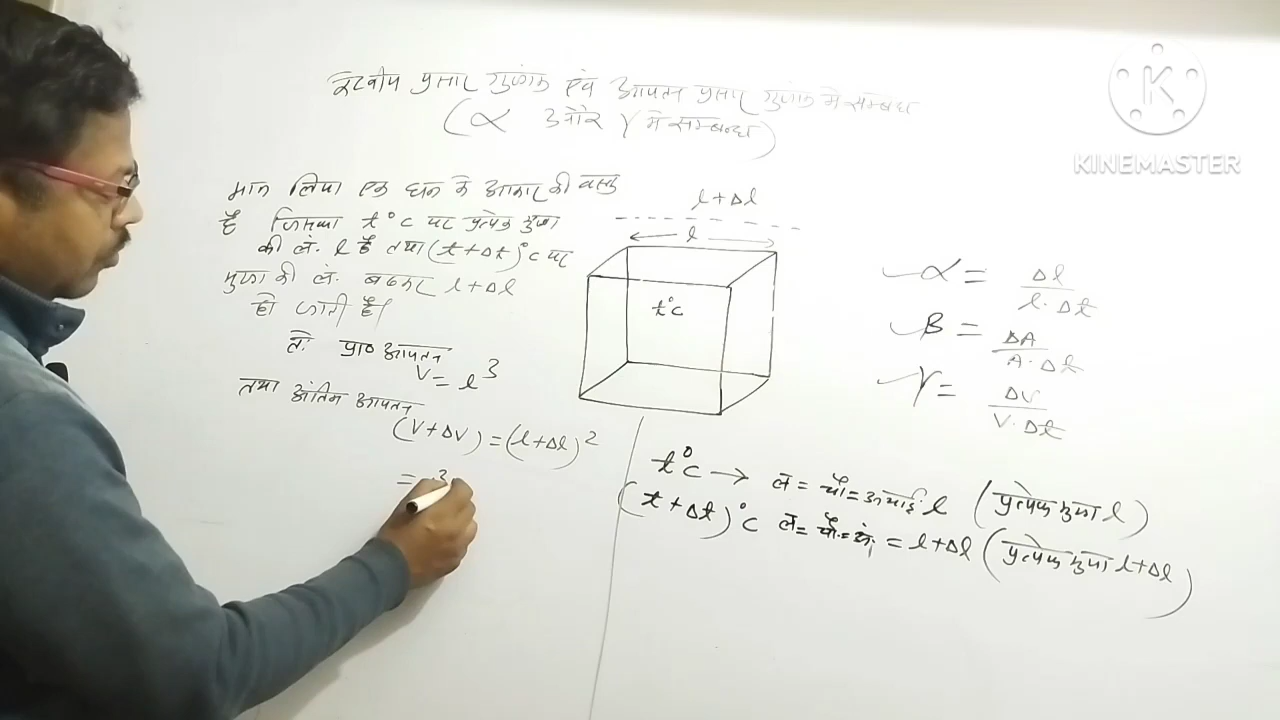 रेखीय प्रसार गुणांक एवं आयतन प्रसार गुणांक में सम्बन्ध
(α और γ में सम्बन्ध)
मान लिया एक घन के आकार की वस्तु
है जिसका t°C पर प्रत्येक भुजा
की लं. l है तथा (t+Δt)°C पर
भुजा की लं. बढ़कर l+Δl
हो जाती है।
प्रा० आयतन
V = l³
तथा अंतिम आयतन
(V+ΔV) = (l+Δl)²
=
l+Δl
l
t°C
α = Δl / l·Δt
β = ΔA / A·Δt
γ = ΔV / V·Δt
t°C → लं = चौ = ऊँचाई l (प्रत्येक भुजा l)
(t+Δt)°C लं = चौ. = ऊं. = l+Δl (प्रत्येक भुजा l+Δl)
K
KINEMASTER